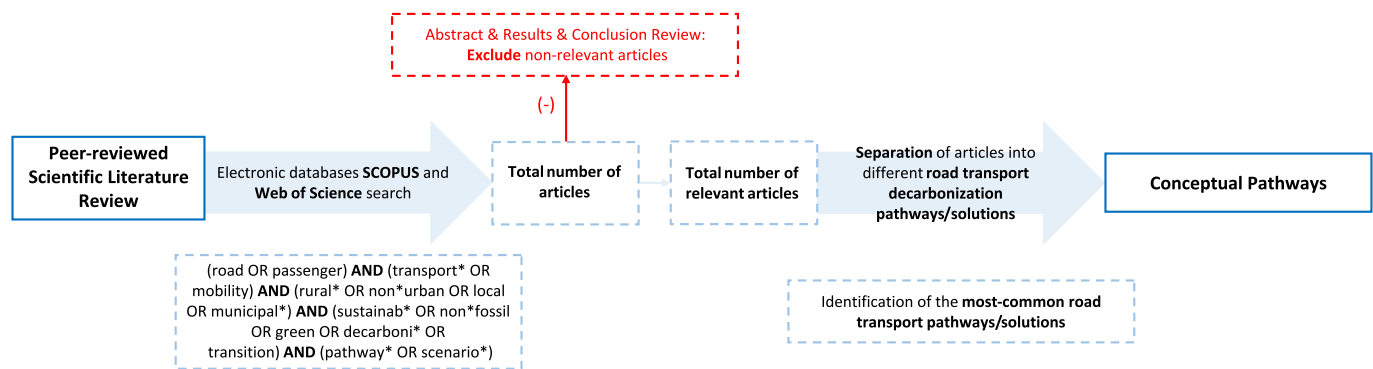 Abstract & Results & Conclusion Review:
Exclude non-relevant articles
(-)
Peer-reviewed
Scientific Literature
Review
Electronic databases SCOPUS and
Web of Science search
Total number of
articles
Total number of
relevant articles
Separation of articles into
different road transport
decarbonization
pathways/solutions
Conceptual Pathways
(road OR passenger) AND (transport* OR
mobility) AND (rural* OR non*urban OR local
OR municipal*) AND (sustainab* OR non*fossil
OR green OR decarboni* OR
transition) AND (pathway* OR scenario*)
Identification of the most-common road
transport pathways/solutions